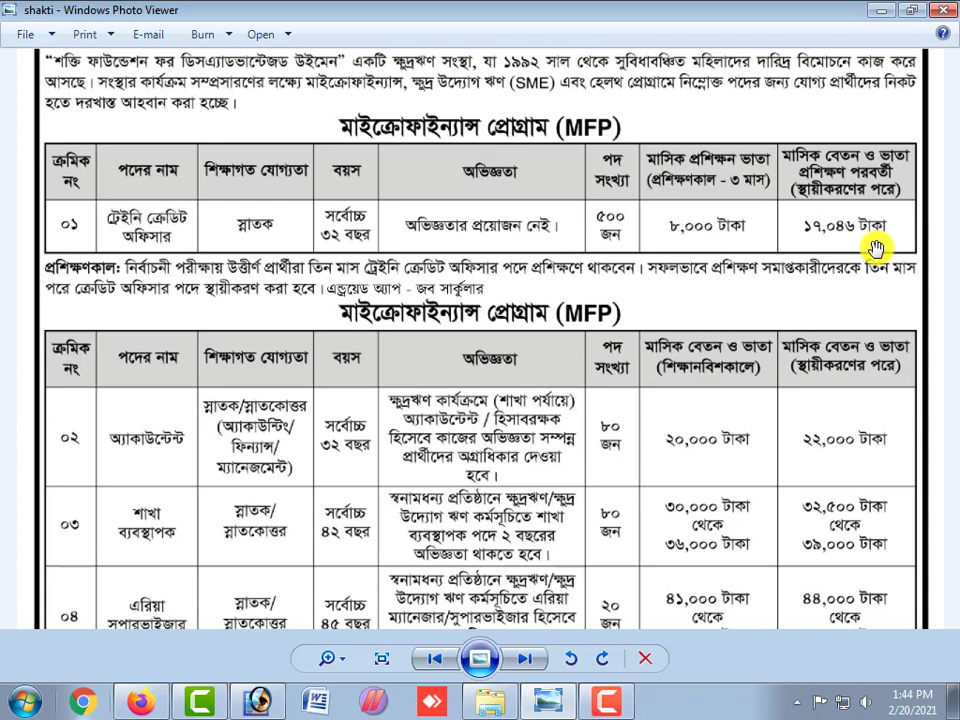 shakti - Windows Photo Viewer
File Print E-mail Burn Open
“শক্তি ফাউন্ডেশন ফর ডিসএ্যাডভান্টেজড উইমেন” একটি ক্ষুদ্রঋণ সংস্থা, যা ১৯৯২ সাল থেকে সুবিধাবঞ্চিত মহিলাদের দারিদ্র বিমোচনে কাজ করে
আসছে। সংস্থার কার্যক্রম সম্প্রসারণের লক্ষ্যে মাইক্রোফাইন্যান্স, ক্ষুদ্র উদ্যোগ ঋণ (SME) এবং হেলথ প্রোগ্রামে নিম্নোক্ত পদের জন্য যোগ্য প্রার্থীদের নিকট
হতে দরখাস্ত আহবান করা হচ্ছে।
মাইক্রোফাইন্যান্স প্রোগ্রাম (MFP)
ক্রমিক নং পদের নাম শিক্ষাগত যোগ্যতা বয়স অভিজ্ঞতা পদ সংখ্যা মাসিক প্রশিক্ষন ভাতা (প্রশিক্ষণকাল - ৩ মাস) মাসিক বেতন ও ভাতা প্রশিক্ষণ পরবর্তী (স্থায়ীকরণের পরে)
০১ ট্রেইনি ক্রেডিট অফিসার স্নাতক সর্বোচ্চ ৩২ বছর অভিজ্ঞতার প্রয়োজন নেই। ৫০০ জন ৮,০০০ টাকা ১৭,০৪৬ টাকা
প্রশিক্ষণকাল: নির্বাচনী পরীক্ষায় উত্তীর্ণ প্রার্থীরা তিন মাস ট্রেইনি ক্রেডিট অফিসার পদে প্রশিক্ষণে থাকবেন। সফলভাবে প্রশিক্ষণ সমাপ্তকারীদেরকে তিন মাস
পরে ক্রেডিট অফিসার পদে স্থায়ীকরণ করা হবে। এন্ড্রয়েড অ্যাপ - জব সার্কুলার
মাইক্রোফাইন্যান্স প্রোগ্রাম (MFP)
ক্রমিক নং পদের নাম শিক্ষাগত যোগ্যতা বয়স অভিজ্ঞতা পদ সংখ্যা মাসিক বেতন ও ভাতা (শিক্ষানবিশকালে) মাসিক বেতন ও ভাতা (স্থায়ীকরণের পরে)
০২ অ্যাকাউন্টেন্ট স্নাতক/স্নাতকোত্তর (অ্যাকাউন্টিং/ ফিন্যান্স/ ম্যানেজমেন্ট) সর্বোচ্চ ৩২ বছর ক্ষুদ্রঋণ কার্যক্রমে (শাখা পর্যায়ে) অ্যাকাউন্টেন্ট / হিসাবরক্ষক হিসেবে কাজের অভিজ্ঞতা সম্পন্ন প্রার্থীদের অগ্রাধিকার দেওয়া হবে। ৮০ জন ২০,০০০ টাকা ২২,০০০ টাকা
০৩ শাখা ব্যবস্থাপক স্নাতক/ স্নাতকোত্তর সর্বোচ্চ ৪২ বছর স্বনামধন্য প্রতিষ্ঠানে ক্ষুদ্রঋণ/ক্ষুদ্র উদ্যোগ ঋণ কর্মসূচিতে শাখা ব্যবস্থাপক পদে ২ বছরের অভিজ্ঞতা থাকতে হবে। ৮০ জন ৩০,০০০ টাকা থেকে ৩৬,০০০ টাকা ৩২,৫০০ টাকা থেকে ৩৯,০০০ টাকা
০৪ এরিয়া সুপারভাইজার স্নাতক/ স্নাতকোত্তর সর্বোচ্চ ৪৫ বছর স্বনামধন্য প্রতিষ্ঠানে ক্ষুদ্রঋণ/ক্ষুদ্র উদ্যোগ ঋণ কর্মসূচিতে এরিয়া ম্যানেজার/সুপারভাইজার হিসেবে ২০ জন ৪১,০০০ টাকা থেকে ৪৪,০০০ টাকা থেকে
1:44 PM
2/20/2021